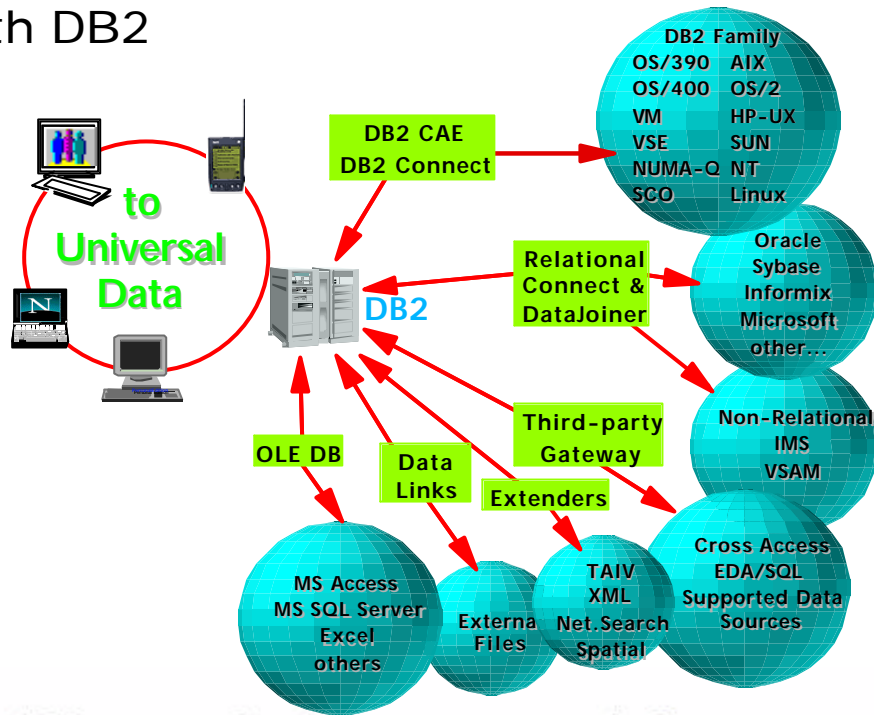 th DB2
DB2 Family
OS/390 AIX
OS/400 OS/2
VM HP-UX
VSE SUN
NUMA-Q NT
SCO Linux
DB2 CAE
DB2 Connect
to
Universal
Data
N
DB2
Relational
Connect &
DataJoiner
Oracle
Sybase
Informix
Microsoft
other...
Non-Relational
IMS
VSAM
Third-party
Gateway
OLE DB
Data
Links
Extenders
Cross Access
EDA/SQL
Supported Data
Sources
TAIV
XML
Net.Search
Spatial
Externa
Files
MS Access
MS SQL Server
Excel
others